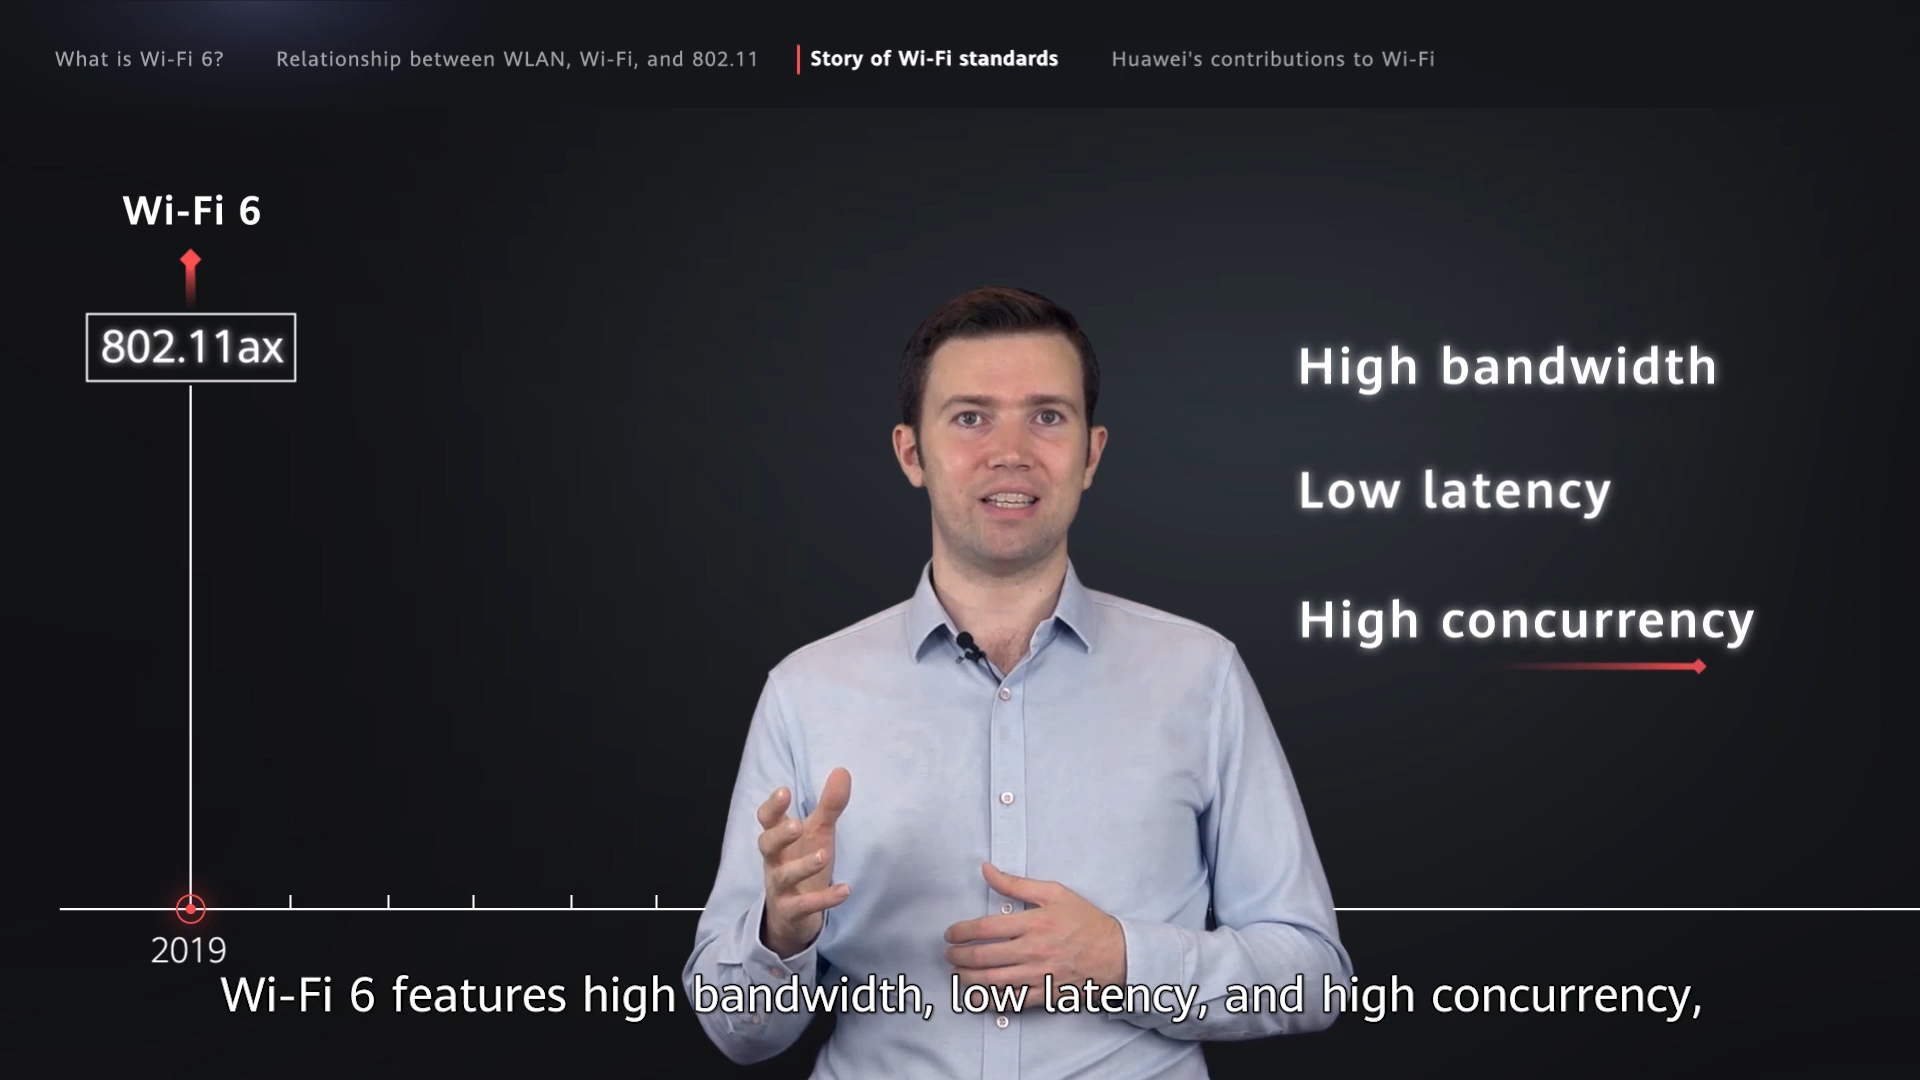 What is Wi-Fi 6?
Relationship between WLAN, Wi-Fi, and 802.11
Story of Wi-Fi standards
Huawei's contributions to Wi-Fi
Wi-Fi 6
802.11ax
High bandwidth
Low latency
High concurrency
2019
Wi-Fi 6 features high bandwidth, low latency, and high concurrency,